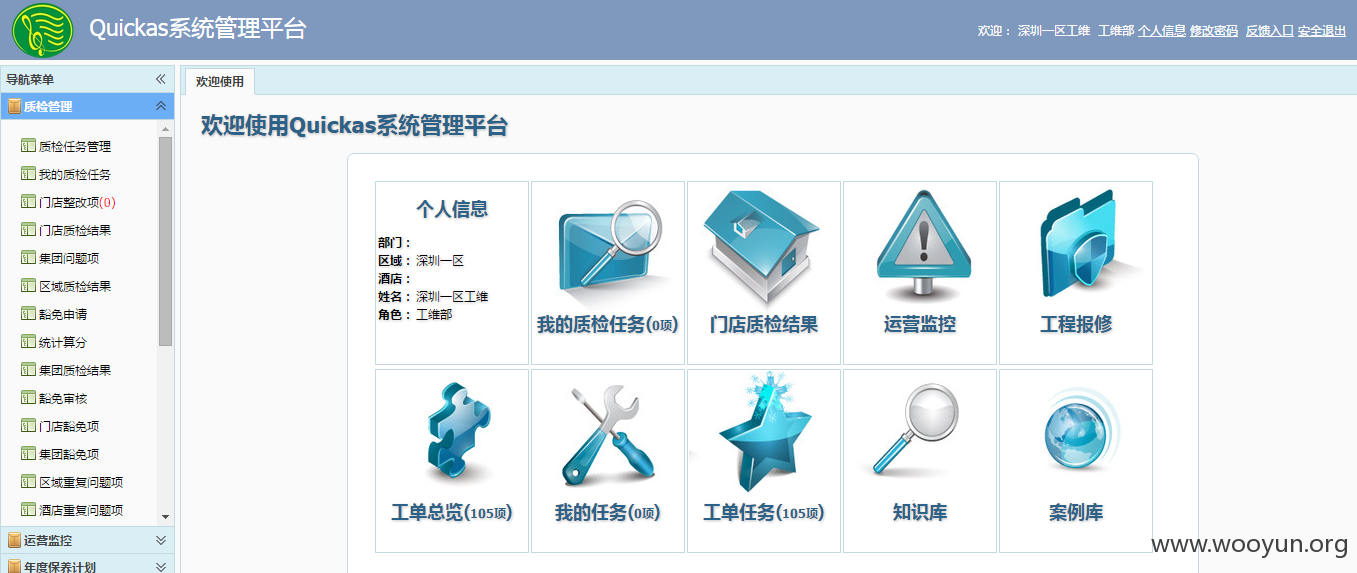 Quickas系统管理平台
欢迎： 深圳一区工维 工维部 个人信息 修改密码 反馈入口 安全退出
导航菜单
质检管理
质检任务管理
我的质检任务
门店整改项(0)
门店质检结果
集团问题项
区域质检结果
豁免申请
统计算分
集团质检结果
豁免审核
门店豁免项
集团豁免项
区域重复问题项
酒店重复问题项
运营监控
年度保养计划
欢迎使用
欢迎使用Quickas系统管理平台
个人信息
部门：
区域： 深圳一区
酒店：
姓名： 深圳一区工维
角色： 工维部
我的质检任务(0项)
门店质检结果
运营监控
工程报修
工单总览(105项)
我的任务(0项)
工单任务(105项)
知识库
案例库
www.wooyun.org